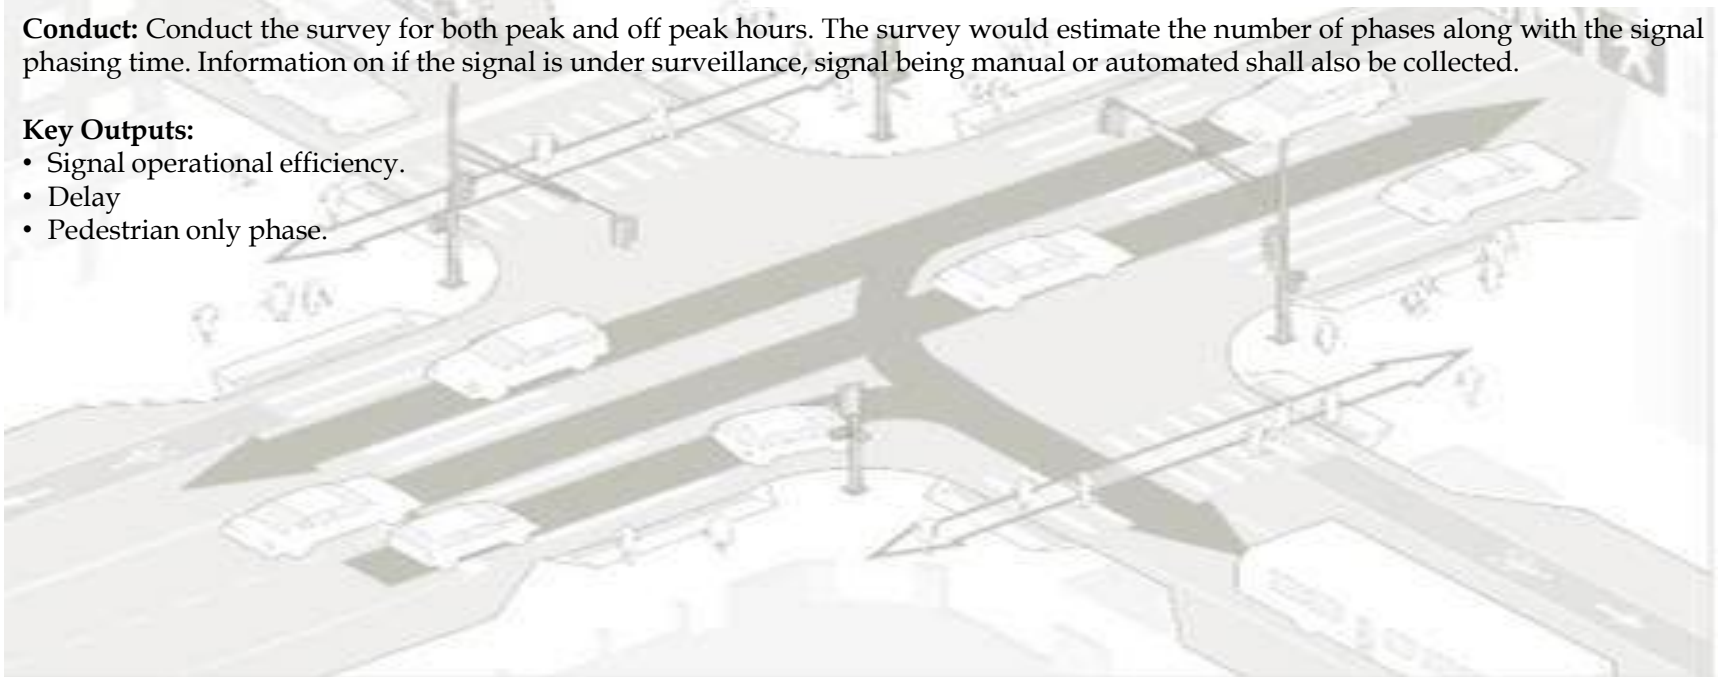 Conduct: Conduct the survey for both peak and off peak hours. The survey would estimate the number of phases along with the signal
phasing time. Information on if the signal is under surveillance, signal being manual or automated shall also be collected.
Key Outputs:
• Signal operational efficiency.
• Delay
• Pedestrian only phase.